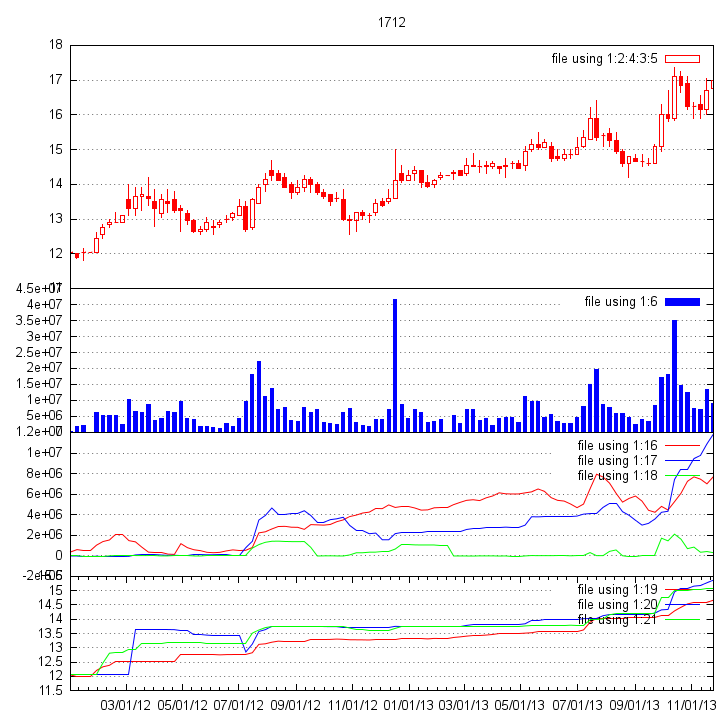 1712
18
file using 1:2:4:3:5
17
16
15
14
13
12
4.5e+07
file using 1:6
4e+07
3.5e+07
3e+07
2.5e+07
2e+07
1.5e+07
1e+07
5e+06
1.2e+07
file using 1:16
1e+07
file using 1:17
8e+06
file using 1:18
6e+06
4e+06
2e+06
0
-2e+06
15
file using 1:19
14.5
file using 1:20
14
file using 1:21
13.5
13
12.5
12
11.5
03/01/12 05/01/12 07/01/12 09/01/12 11/01/12 01/01/13 03/01/13 05/01/13 07/01/13 09/01/13 11/01/13